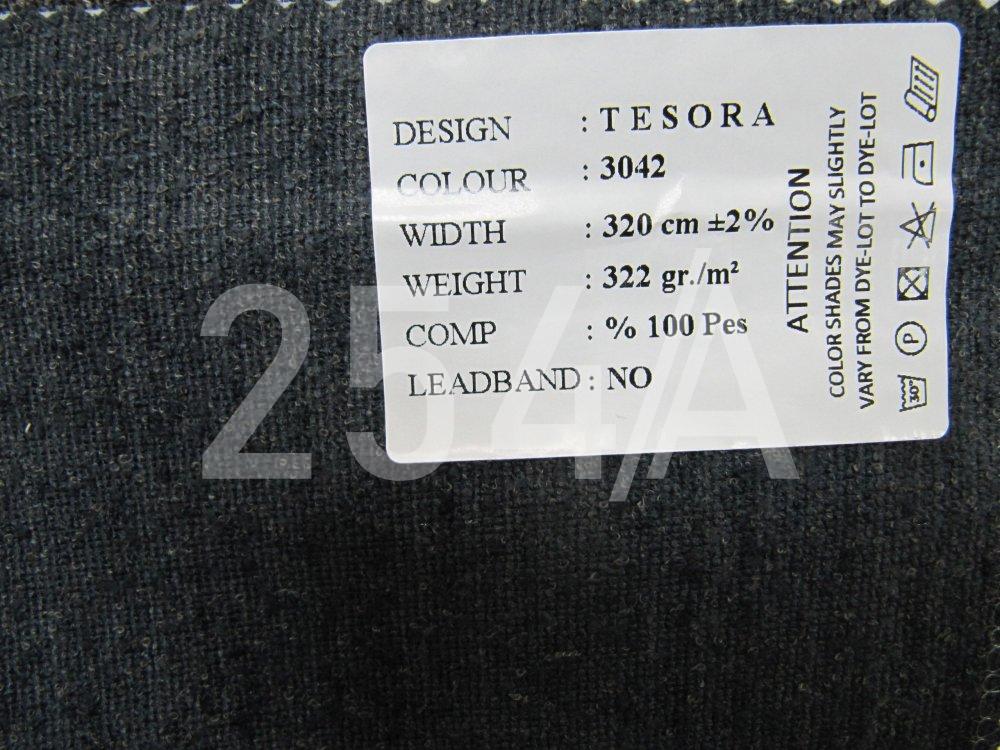 DESIGN : TESORA
COLOUR : 3042
WIDTH : 320 cm ±2%
WEIGHT : 322 gr./m²
COMP : % 100 Pes
LEADBAND : NO
ATTENTION
COLOR SHADES MAY SLIGHTLY
VARY FROM DYE-LOT TO DYE-LOT
P
30°
254/A